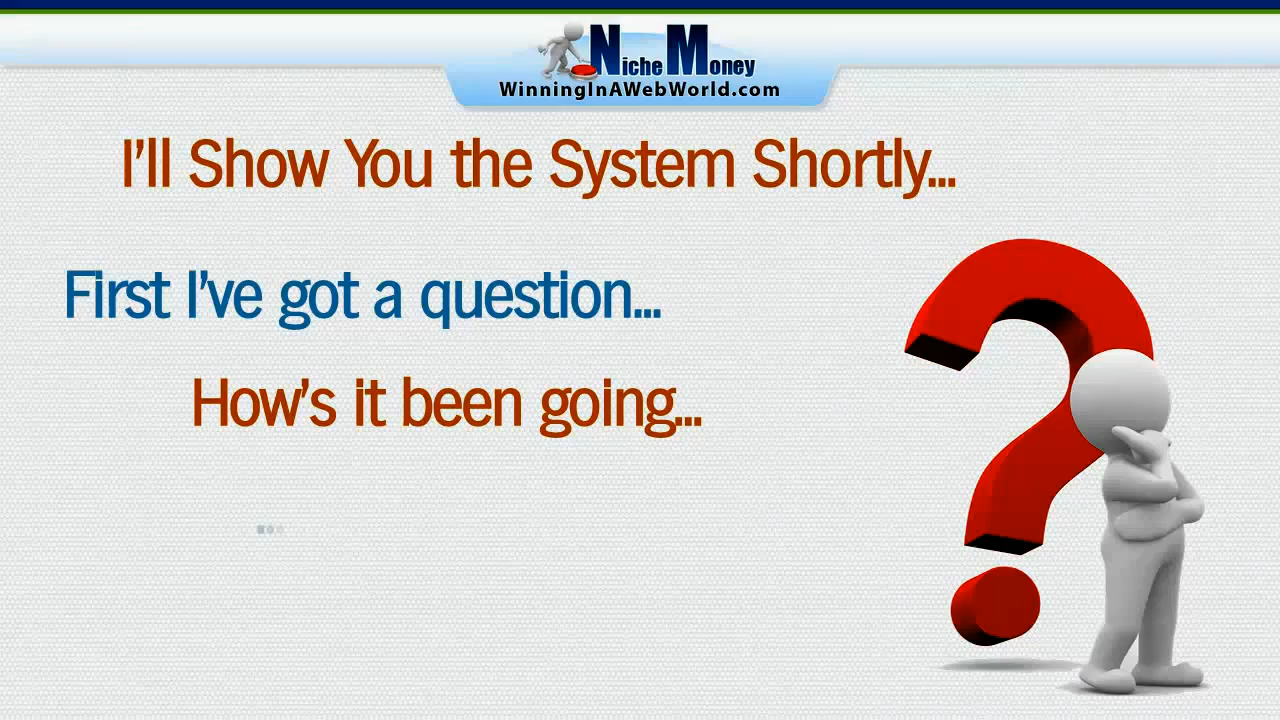 Niche Money
WinningInAWebWorld.com
I'll Show You the System Shortly...
First I've got a question...
How's it been going...
...